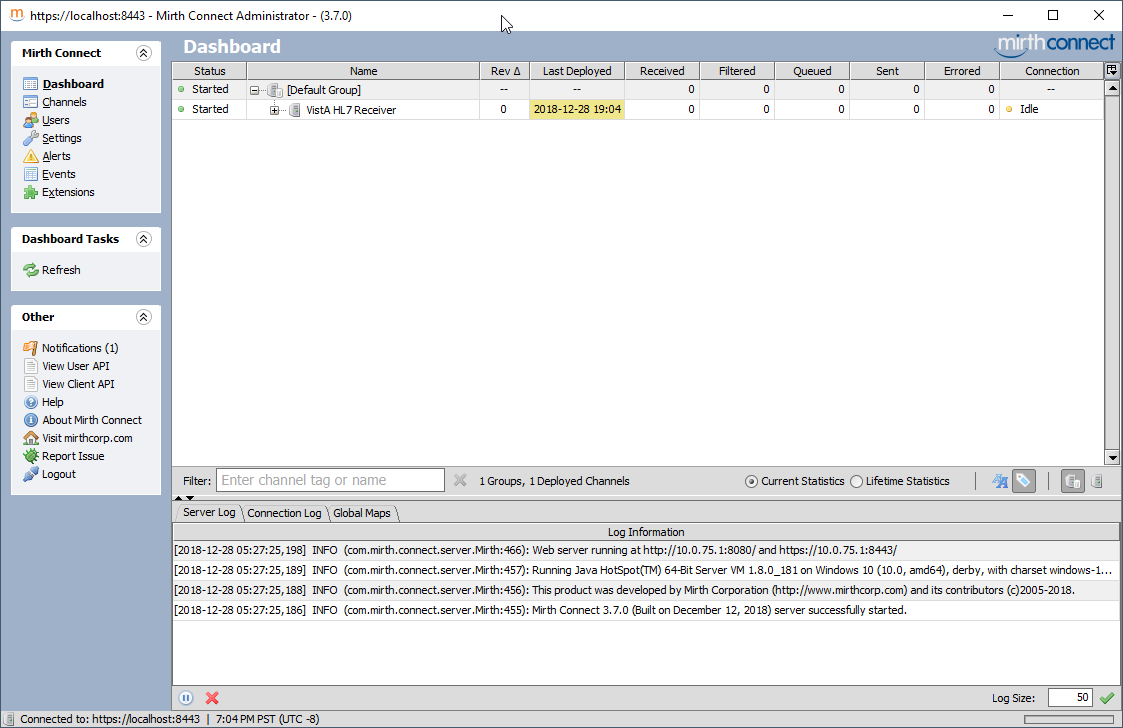 https://localhost:8443 - Mirth Connect Administrator - (3.7.0)
Mirth Connect
Dashboard
Channels
Users
Settings
Alerts
Events
Extensions
Dashboard Tasks
Refresh
Other
Notifications (1)
View User API
View Client API
Help
About Mirth Connect
Visit mirthcorp.com
Report Issue
Logout
Dashboard
mirthconnect
Status Name Rev Δ Last Deployed Received Filtered Queued Sent Errored Connection
Started [Default Group] -- -- 0 0 0 0 0 --
Started VistA HL7 Receiver 0 2018-12-28 19:04 0 0 0 0 0 Idle
Filter: Enter channel tag or name 1 Groups, 1 Deployed Channels Current Statistics Lifetime Statistics
Server Log Connection Log Global Maps
Log Information
[2018-12-28 05:27:25,198] INFO (com.mirth.connect.server.Mirth:466): Web server running at http://10.0.75.1:8080/ and https://10.0.75.1:8443/
[2018-12-28 05:27:25,189] INFO (com.mirth.connect.server.Mirth:457): Running Java HotSpot(TM) 64-Bit Server VM 1.8.0_181 on Windows 10 (10.0, amd64), derby, with charset windows-1...
[2018-12-28 05:27:25,188] INFO (com.mirth.connect.server.Mirth:456): This product was developed by Mirth Corporation (http://www.mirthcorp.com) and its contributors (c)2005-2018.
[2018-12-28 05:27:25,186] INFO (com.mirth.connect.server.Mirth:455): Mirth Connect 3.7.0 (Built on December 12, 2018) server successfully started.
Log Size: 50
Connected to: https://localhost:8443 | 7:04 PM PST (UTC -8)